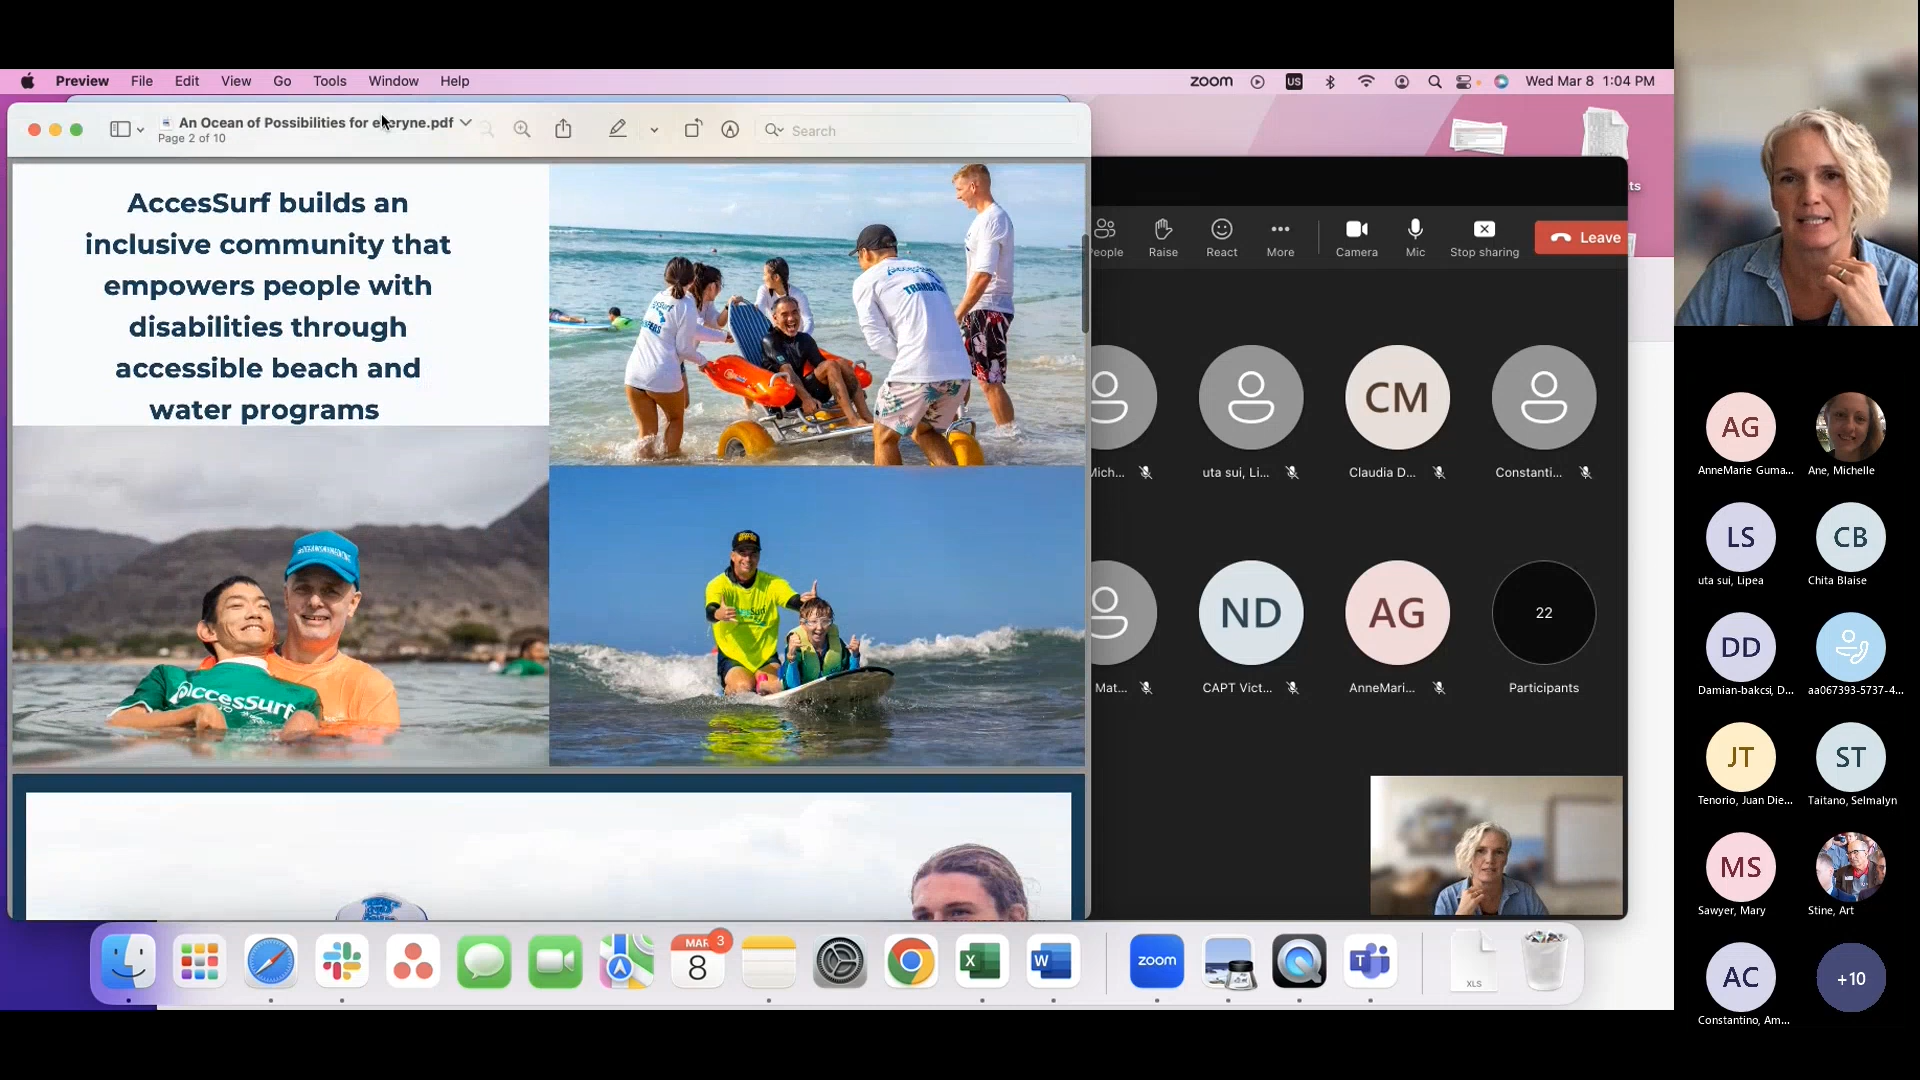 Preview File Edit View Go Tools Window Help
zoom US Wed Mar 8 1:04 PM
An Ocean of Possibilities for everyne.pdf
Page 2 of 10
Search
AccesSurf builds an
inclusive community that
empowers people with
disabilities through
accessible beach and
water programs
TRANSFERS
AccesSurf
ts
eople Raise React More Camera Mic Stop sharing Leave
CM
Mich... uta sui, Li... Claudia D... Constanti...
ND AG 22
Mat... CAPT Vict... AnneMari... Participants
MAR 3
8
zoom
XLS
AG
AnneMarie Guma... Ane, Michelle
LS CB
uta sui, Lipea Chita Blaise
DD
Damian-bakcsi, D... aa067393-5737-4...
JT ST
Tenorio, Juan Die... Taitano, Selmalyn
MS
Sawyer, Mary Stine, Art
AC +10
Constantino, Am...